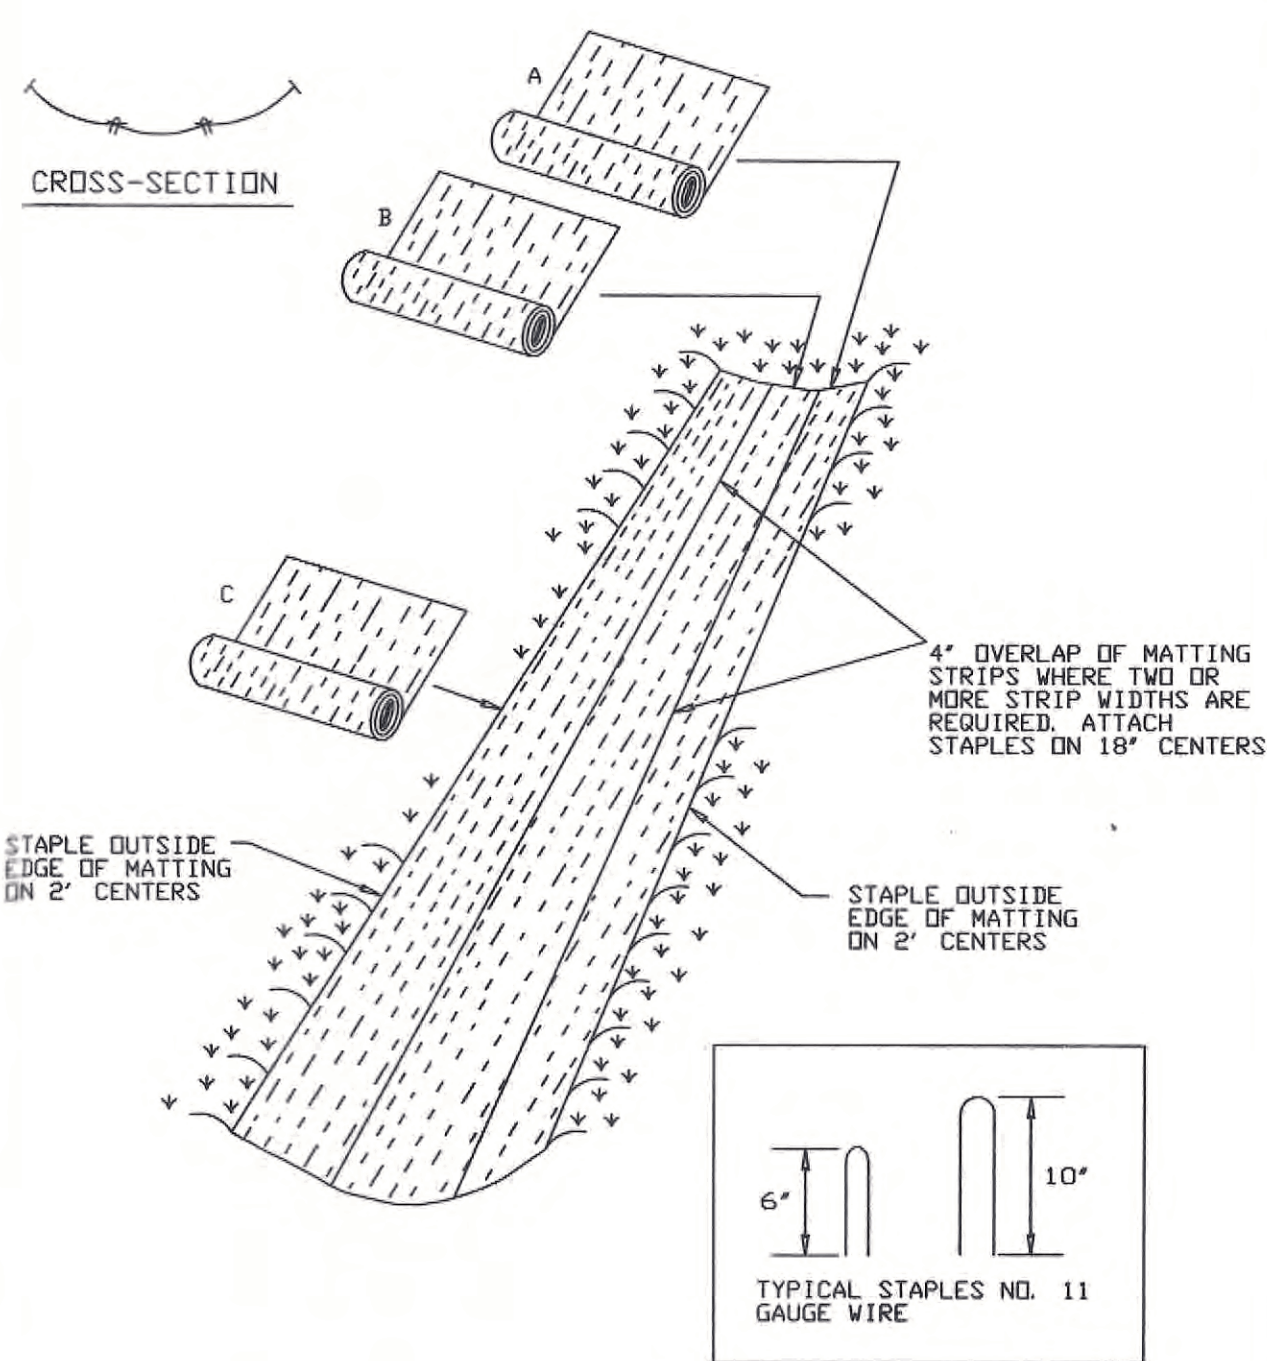 A
CROSS-SECTION
B
C
4" OVERLAP OF MATTING
STRIPS WHERE TWO OR
MORE STRIP WIDTHS ARE
REQUIRED. ATTACH
STAPLES ON 18" CENTERS
STAPLE OUTSIDE
EDGE OF MATTING
ON 2' CENTERS
STAPLE OUTSIDE
EDGE OF MATTING
ON 2' CENTERS
6"
10"
TYPICAL STAPLES NO. 11
GAUGE WIRE